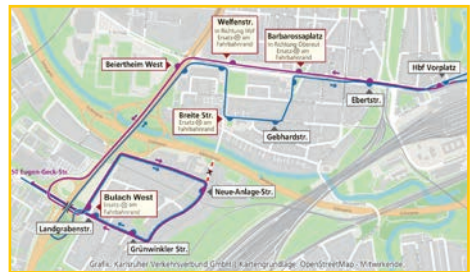 Welfenstr.
in Richtung Hbf
Ersatz-H am
Fahrbahnrand
Barbarossaplatz
in Richtung Oberreut
Ersatz-H am
Fahrbahnrand
Beiertheim West
Hbf Vorplatz
Ebertstr.
Breite Str.
Ersatz-H am
Fahrbahnrand
Gebhardstr.
50 Eugen-Geck-Str.
Bulach West
Ersatz-H am
Fahrbahnrand
Neue-Anlage-Str.
Landgrabenstr.
Grünwinkler Str.
Grafik: Karlsruher Verkehrsverbund GmbH | Kartengrundlage: OpenStreetMap - Mitwirkende.